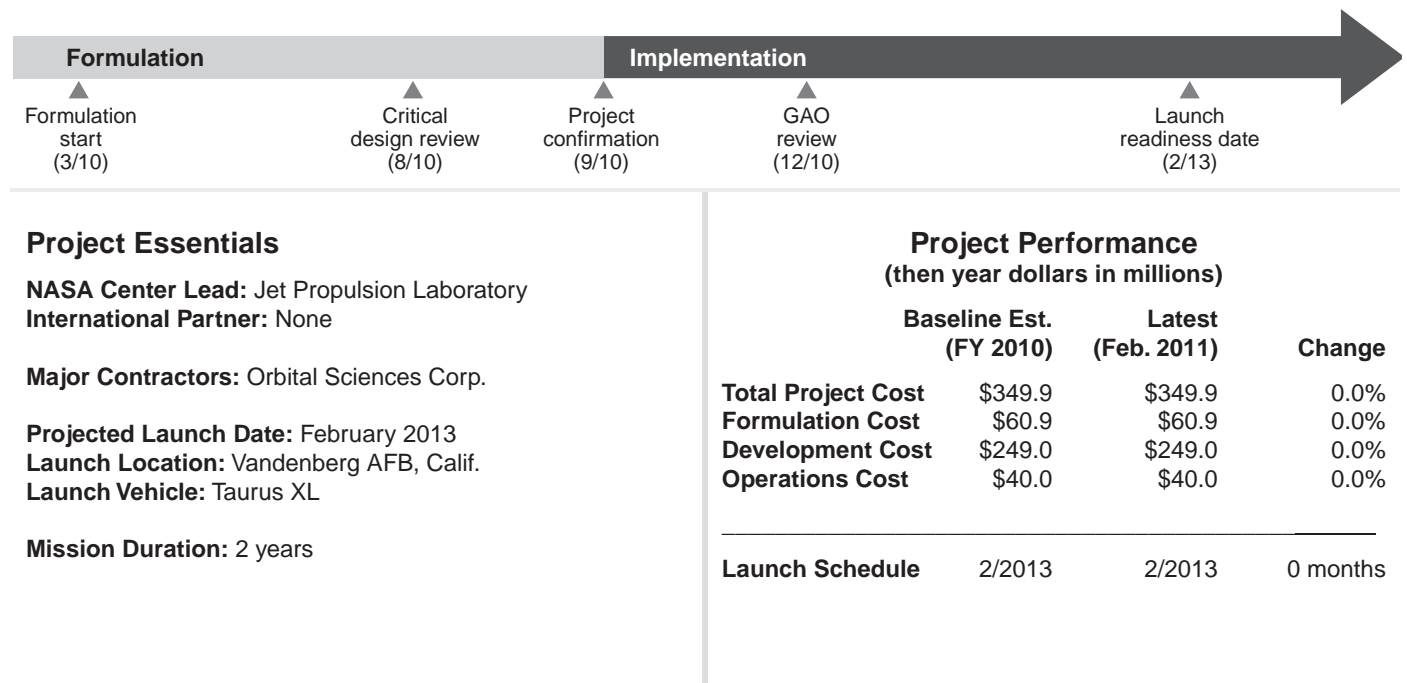 Formulation
Implementation
Formulation
start
(3/10)
Critical
design review
(8/10)
Project
confirmation
(9/10)
GAO
review
(12/10)
Launch
readiness date
(2/13)
Project Essentials
NASA Center Lead: Jet Propulsion Laboratory
International Partner: None
Major Contractors: Orbital Sciences Corp.
Projected Launch Date: February 2013
Launch Location: Vandenberg AFB, Calif.
Launch Vehicle: Taurus XL
Mission Duration: 2 years
Project Performance
(then year dollars in millions)
Baseline Est. Latest
(FY 2010) (Feb. 2011) Change
Total Project Cost $349.9 $349.9 0.0%
Formulation Cost $60.9 $60.9 0.0%
Development Cost $249.0 $249.0 0.0%
Operations Cost $40.0 $40.0 0.0%
Launch Schedule 2/2013 2/2013 0 months